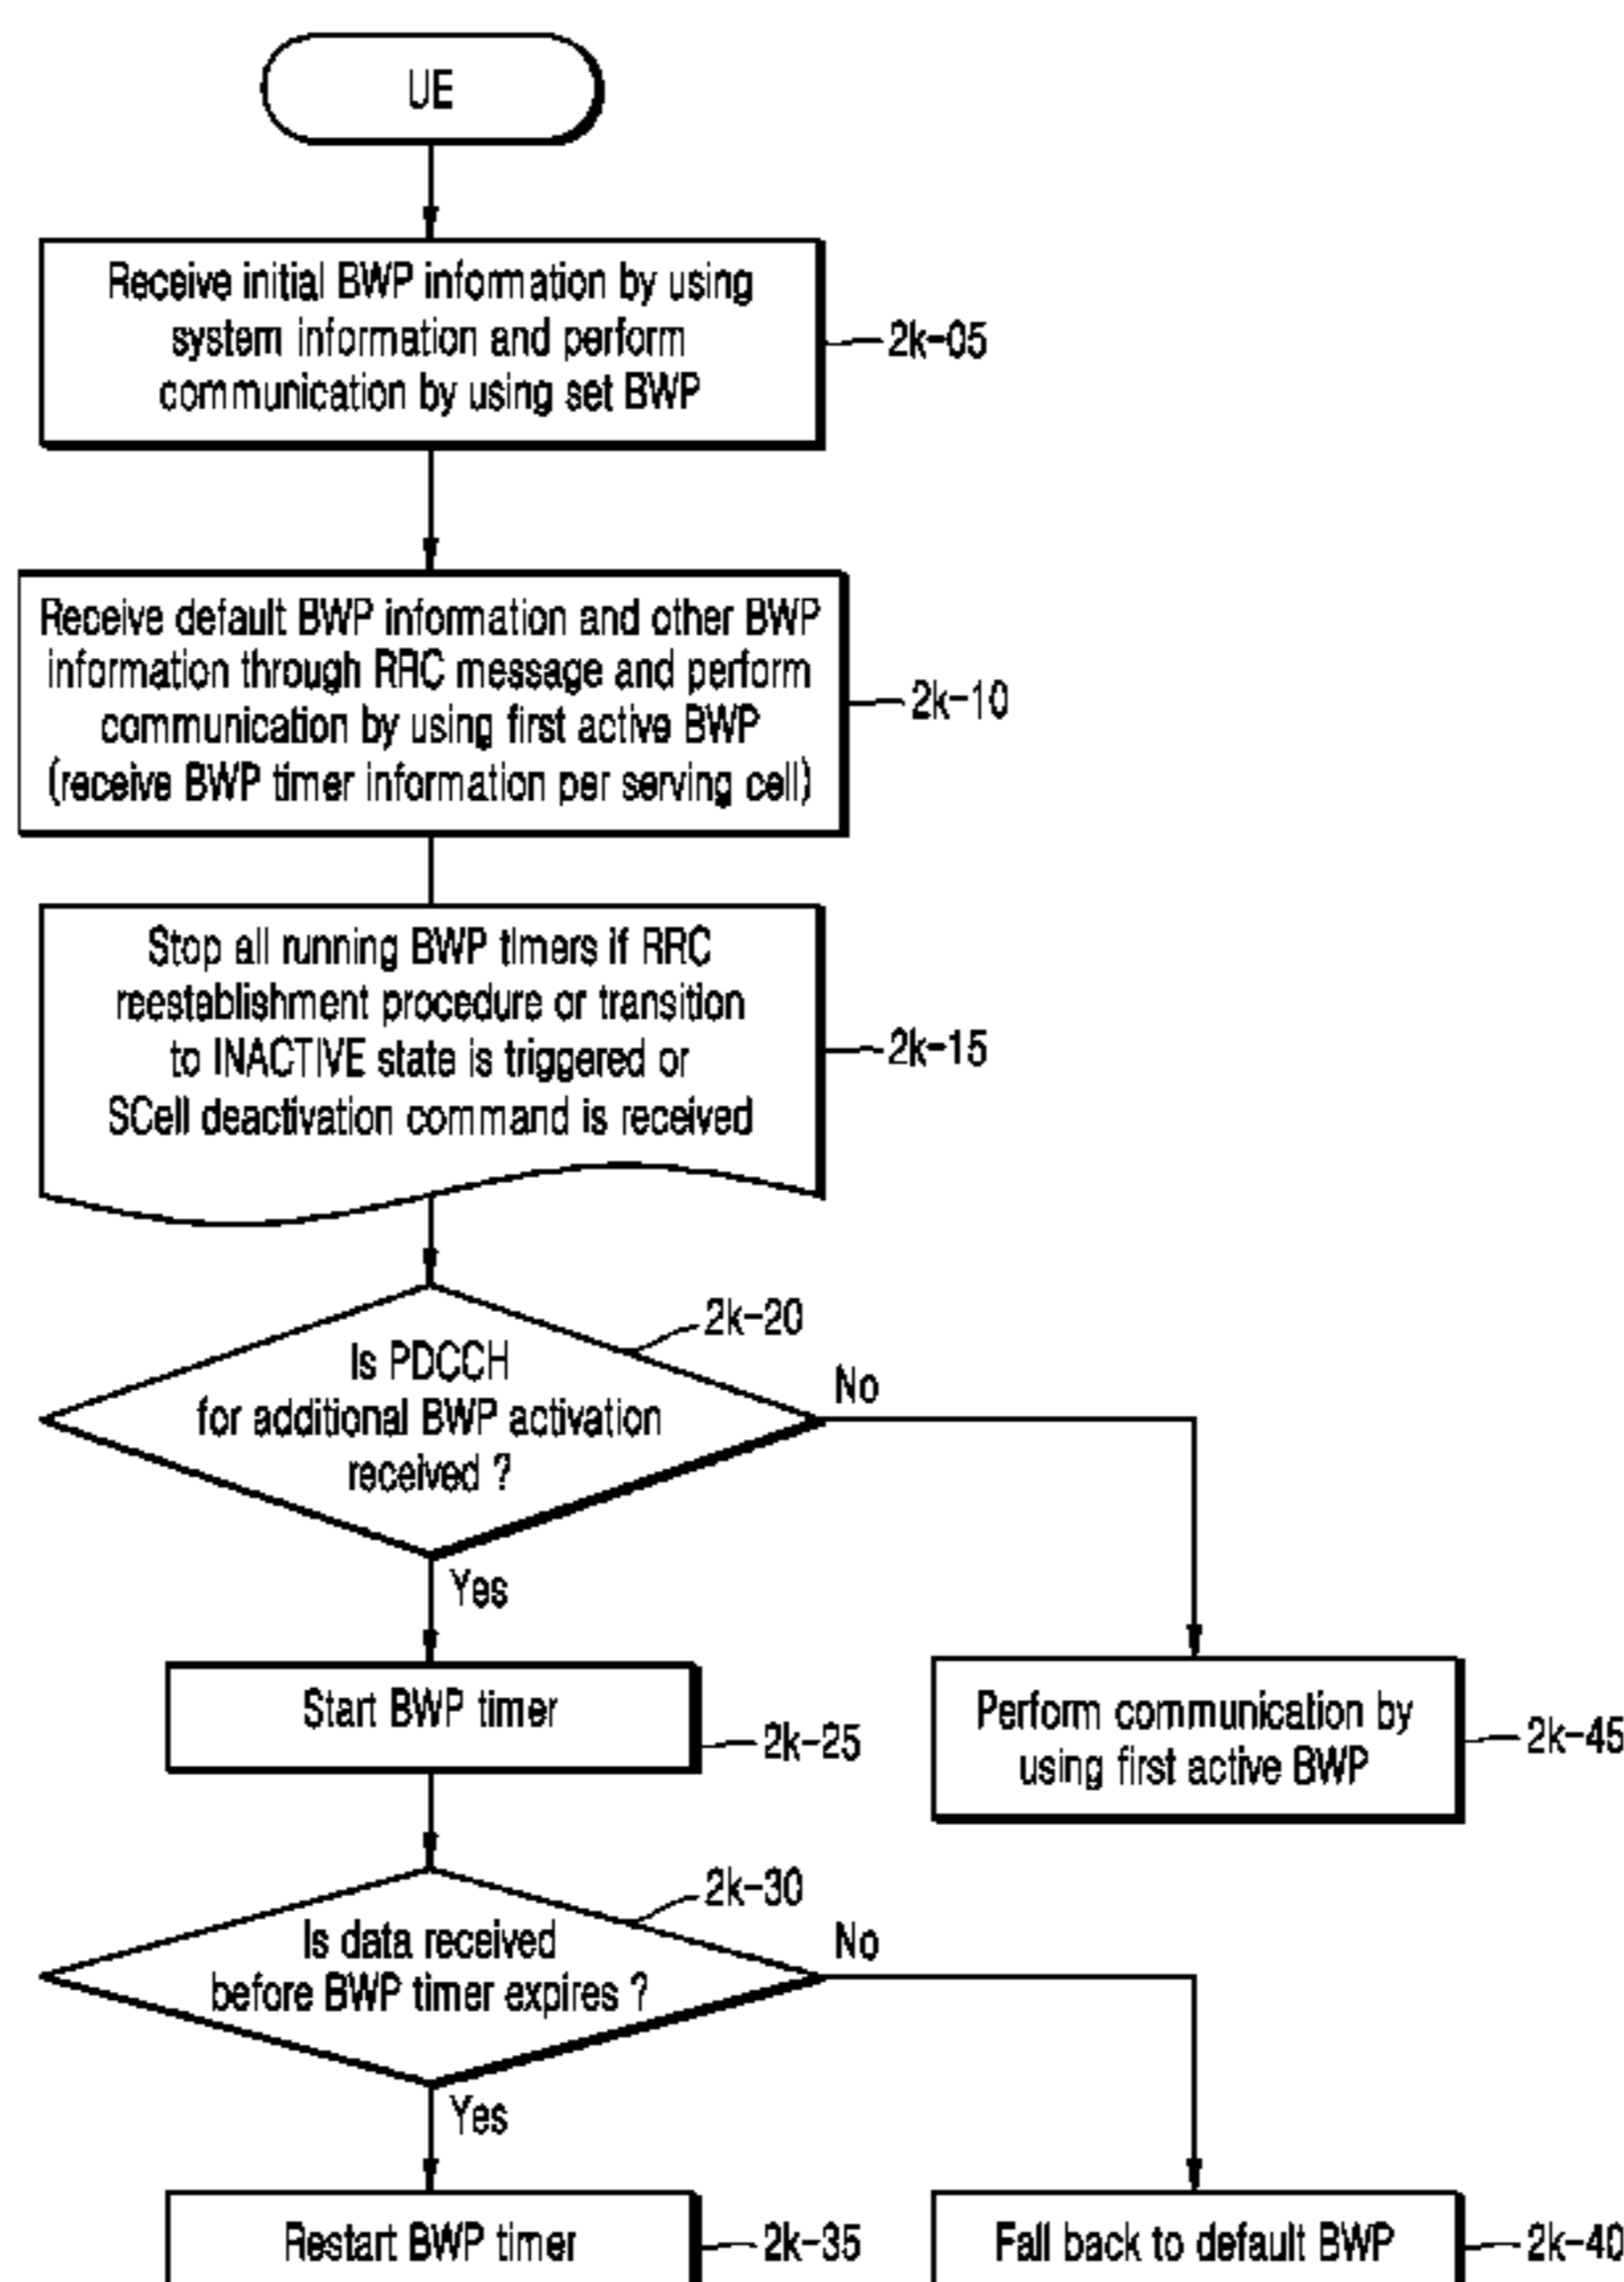 UE
Receive initial BWP information by using
system information and perform
communication by using set BWP
2k-05
Receive default BWP information and other BWP
information through RRC message and perform
communication by using first active BWP
(receive BWP timer information per serving cell)
2k-10
Stop all running BWP timers if RRC
reestablishment procedure or transition
to INACTIVE state is triggered or
SCell deactivation command is received
2k-15
2k-20
Is PDCCH
for additional BWP activation
received ?
No
Yes
Start BWP timer
2k-25
Perform communication by
using first active BWP
2k-45
2k-30
Is data received
before BWP timer expires ?
No
Yes
Restart BWP timer
2k-35
Fall back to default BWP
2k-40